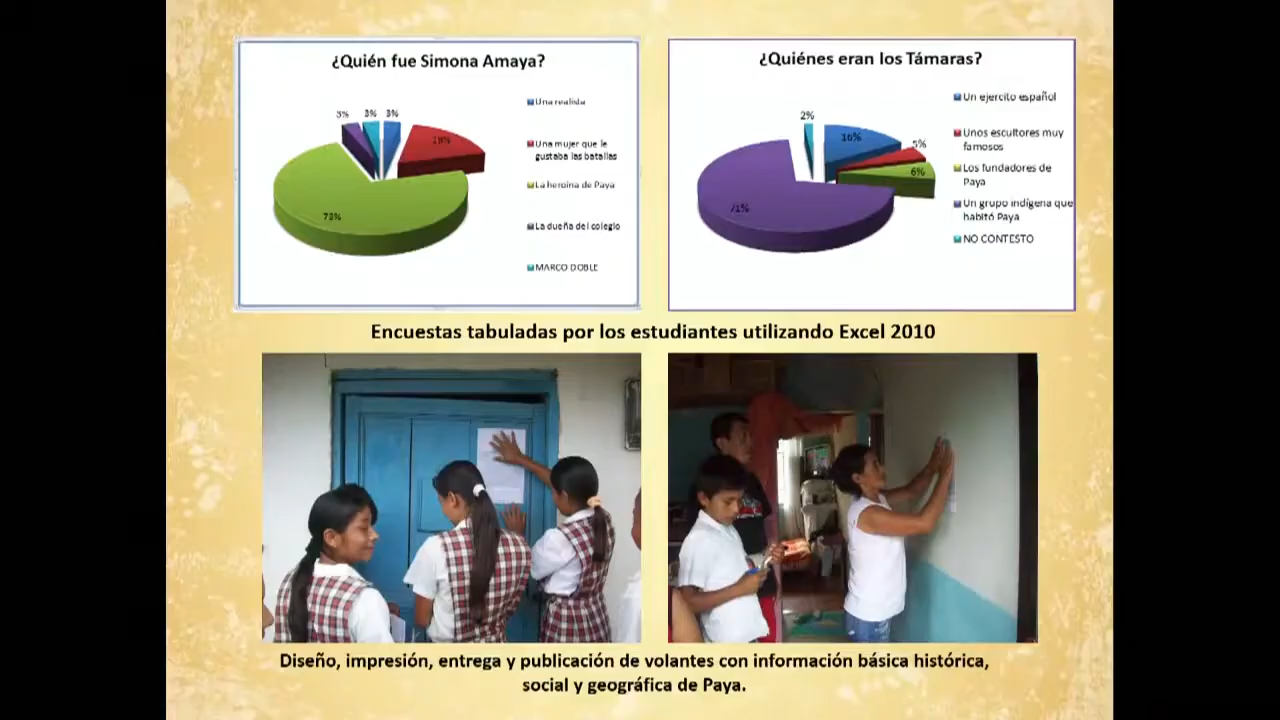 ¿Quién fue Simona Amaya?
3%
3%
3%
73%
Una realista
Una mujer que le
gustaba las batallas
La heroina de Paya
La dueña del colegio
MARCO DOBLE
¿Quiénes eran los Támaras?
2%
16%
5%
6%
71%
Un ejercito español
Unos escultores muy
famosos
Los fundadores de
Paya
Un grupo indígena que
habitó Paya
NO CONTESTO
Encuestas tabuladas por los estudiantes utilizando Excel 2010
Diseño, impresión, entrega y publicación de volantes con información básica histórica,
social y geográfica de Paya.